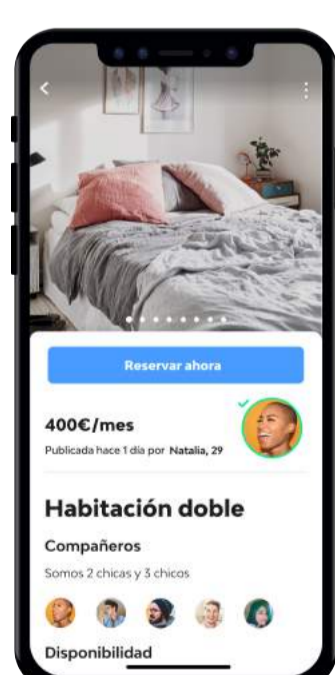 Reservar ahora
400€/mes
Publicada hace 1 día por Natalia, 29
Habitación doble
Compañeros
Somos 2 chicas y 3 chicos
Disponibilidad